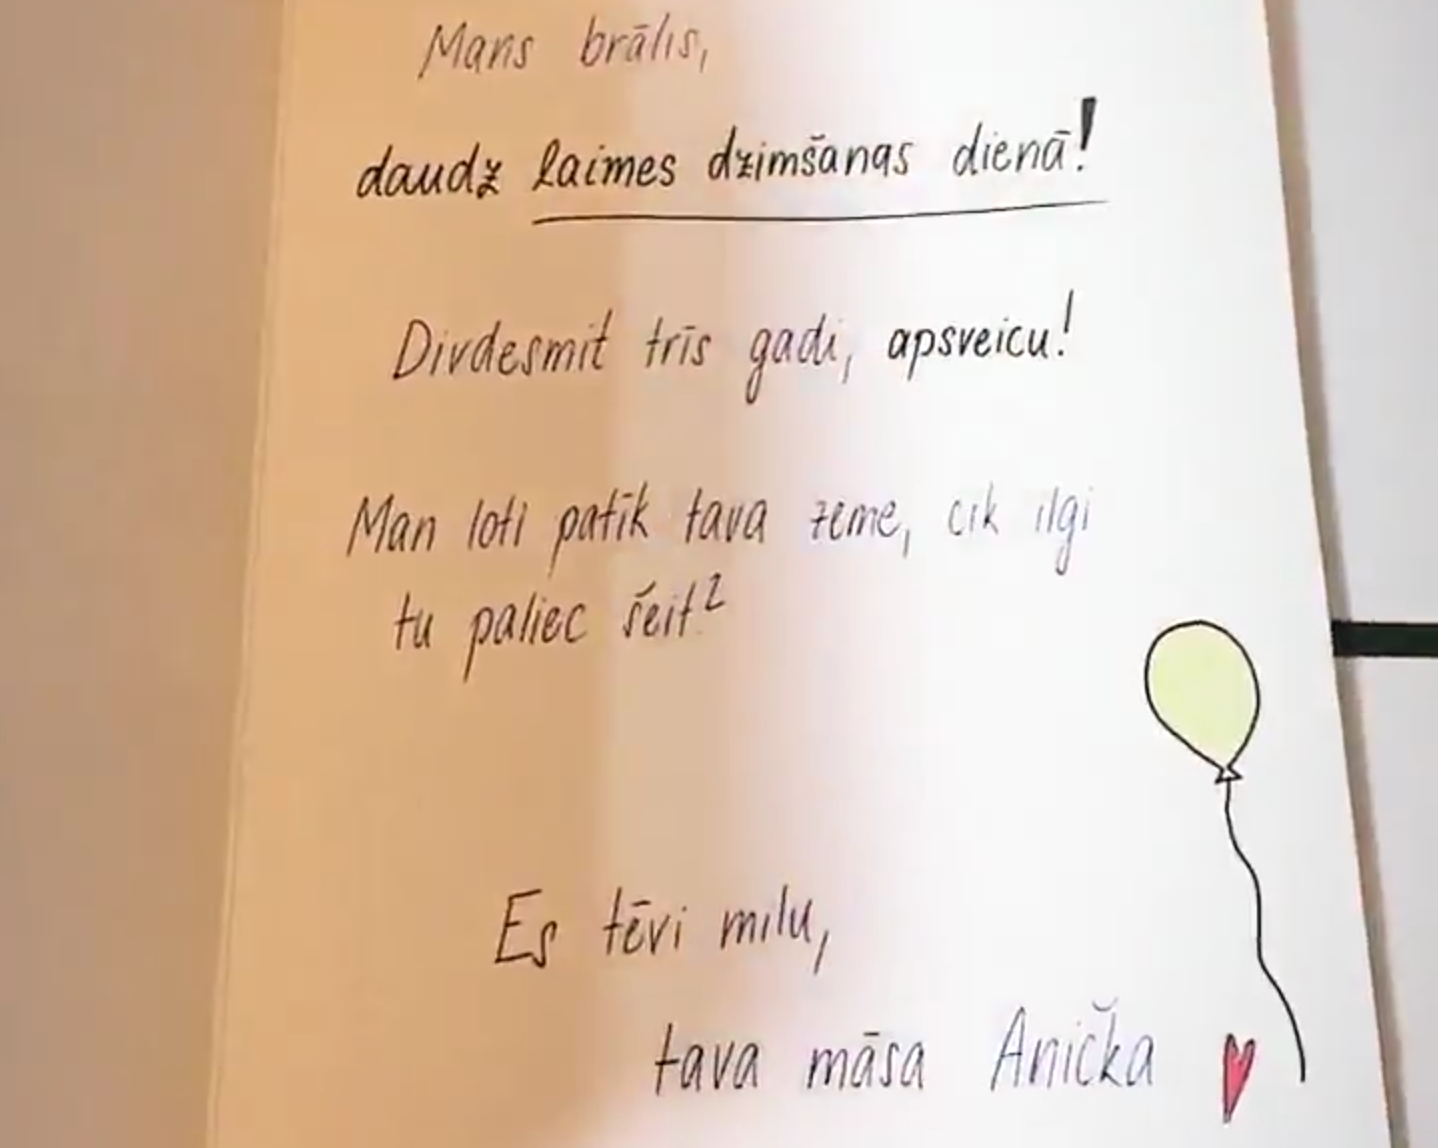 Mans brālis,
daudz laimes dzimšanas dienā!
Divdesmit trīs gadi, apsveicu!
Man loti patīk tava zeme, cik ilgi
tu paliec šeit?
Es tēvi milu,
tava māsa Anička